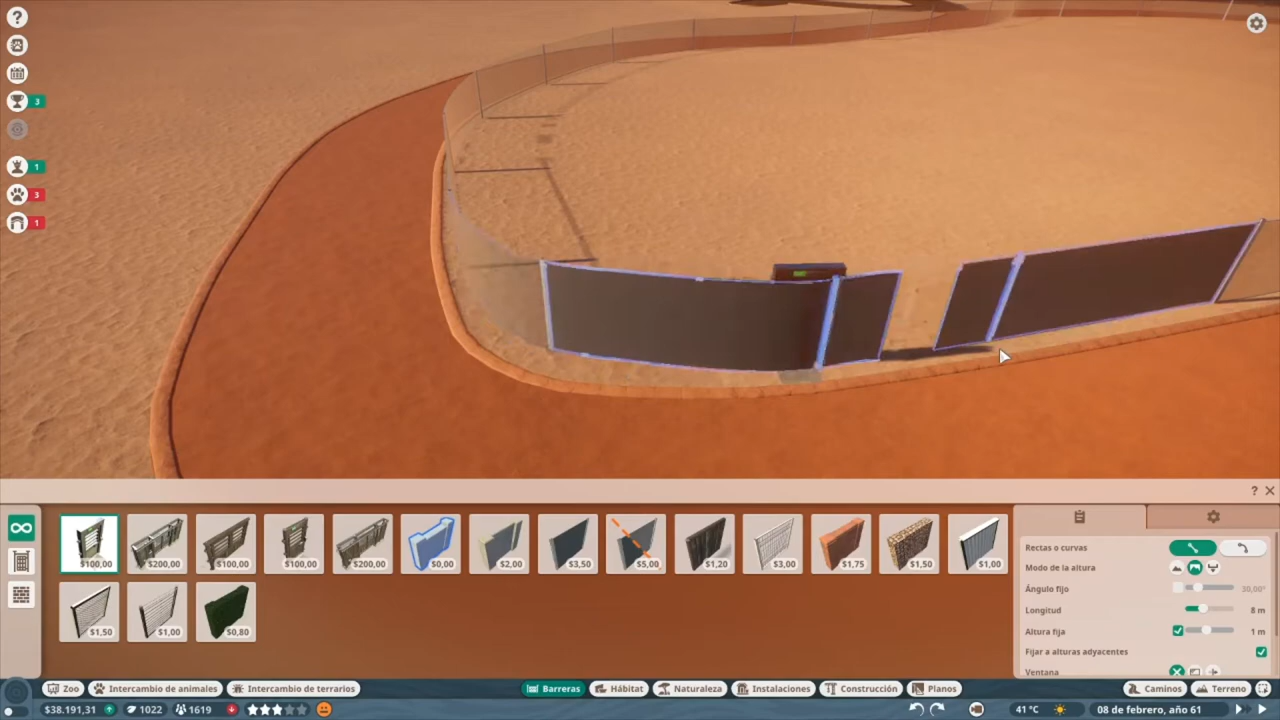 ?
3
1
3
1
?
$100,00 $200,00 $100,00 $100,00 $200,00 $0,00 $2,00 $3,50 $5,00 $1,20 $3,00 $1,75 $1,50 $1,00
$1,50 $1,00 $0,80
Rectas o curvas
Modo de la altura
Ángulo fijo 30,00°
Longitud 8 m
Altura fija 1 m
Fijar a alturas adyacentes
Ventana
Zoo Intercambio de animales Intercambio de terrarios Barreras Hábitat Naturaleza Instalaciones Construcción Planos Caminos Terreno
$38.191,31 1022 1619 41 °C 08 de febrero, año 61